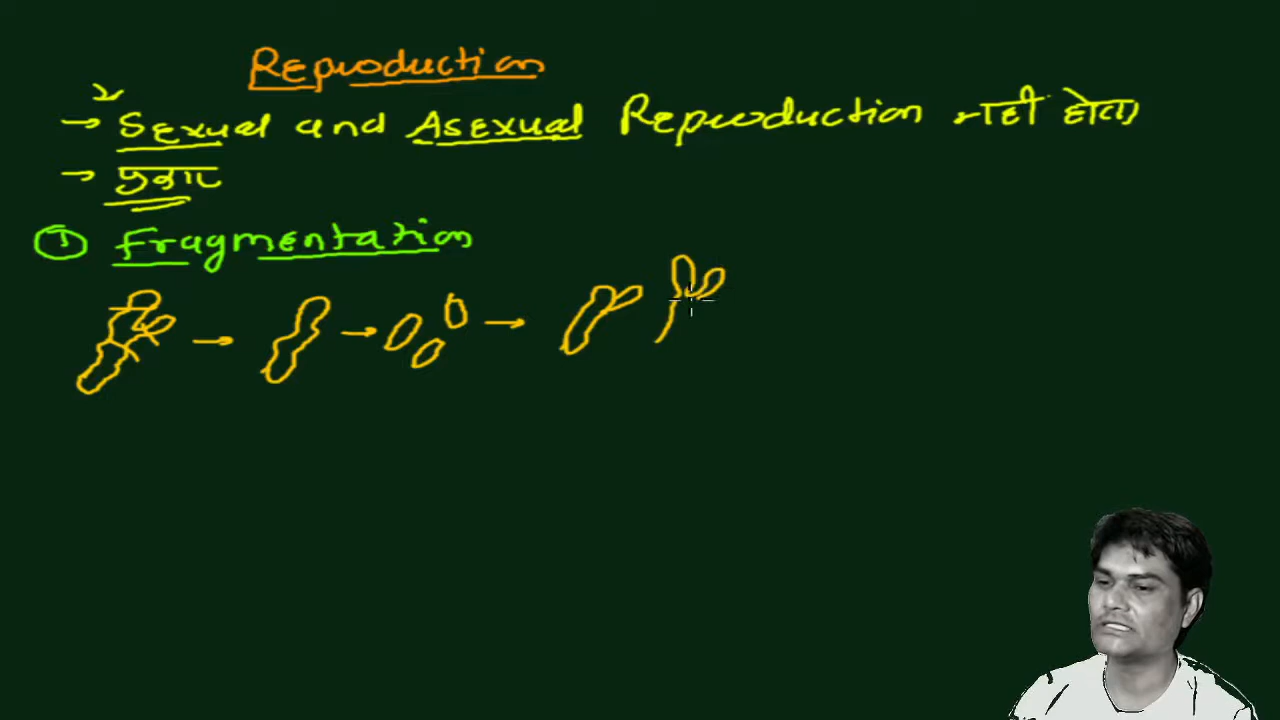 Reproduction
→ Sexual and Asexual Reproduction नही होता
→ प्रकार
① Fragmentation